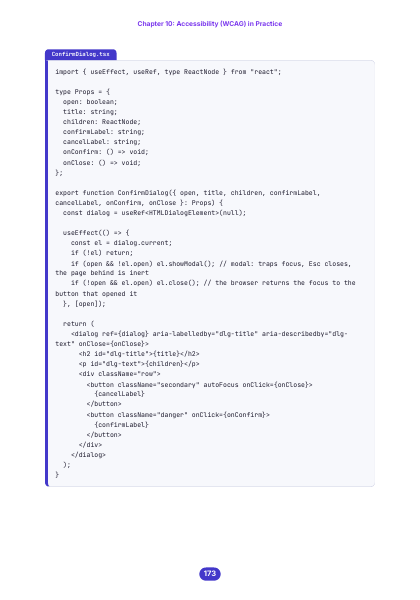 Chapter 10: Accessibility (WCAG) in Practice
ConfirmDialog.tsx
import { useEffect, useRef, type ReactNode } from "react";
type Props = {
open: boolean;
title: string;
children: ReactNode;
confirmLabel: string;
cancelLabel: string;
onConfirm: () => void;
onClose: () => void;
};
export function ConfirmDialog({ open, title, children, confirmLabel,
cancelLabel, onConfirm, onClose }: Props) {
const dialog = useRef<HTMLDialogElement>(null);
useEffect(() => {
const el = dialog.current;
if (!el) return;
if (open && !el.open) el.showModal(); // modal: traps focus, Esc closes,
the page behind is inert
if (!open && el.open) el.close(); // the browser returns the focus to the
button that opened it
}, [open]);
return (
<dialog ref={dialog} aria-labelledby="dlg-title" aria-describedby="dlg-
text" onClose={onClose}>
<h2 id="dlg-title">{title}</h2>
<p id="dlg-text">{children}</p>
<div className="row">
<button className="secondary" autoFocus onClick={onClose}>
{cancelLabel}
</button>
<button className="danger" onClick={onConfirm}>
{confirmLabel}
</button>
</div>
</dialog>
);
}
173